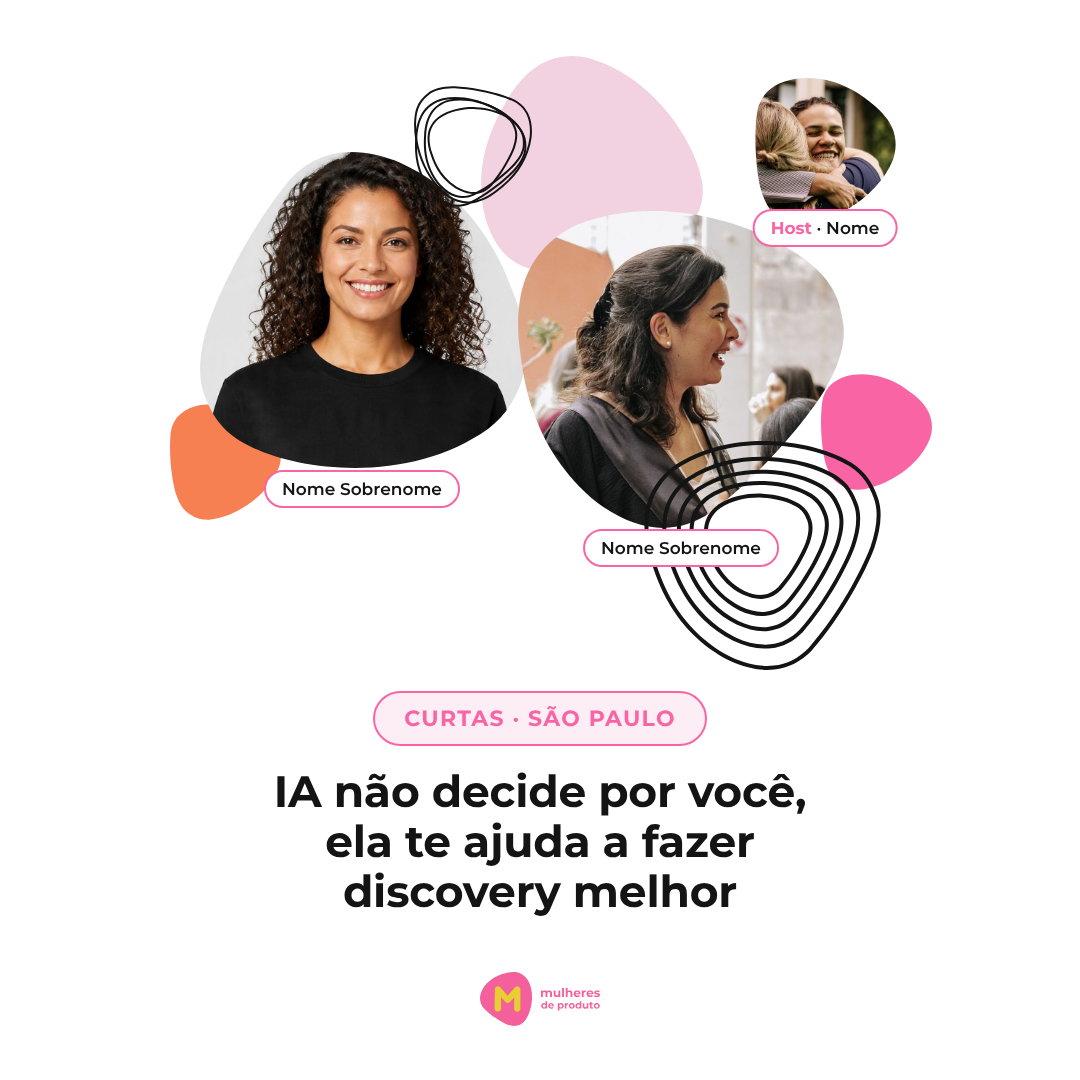 Host · Nome
Nome Sobrenome
Nome Sobrenome
CURTAS · SÃO PAULO
IA não decide por você,
ela te ajuda a fazer
discovery melhor
M
mulheres
de produto